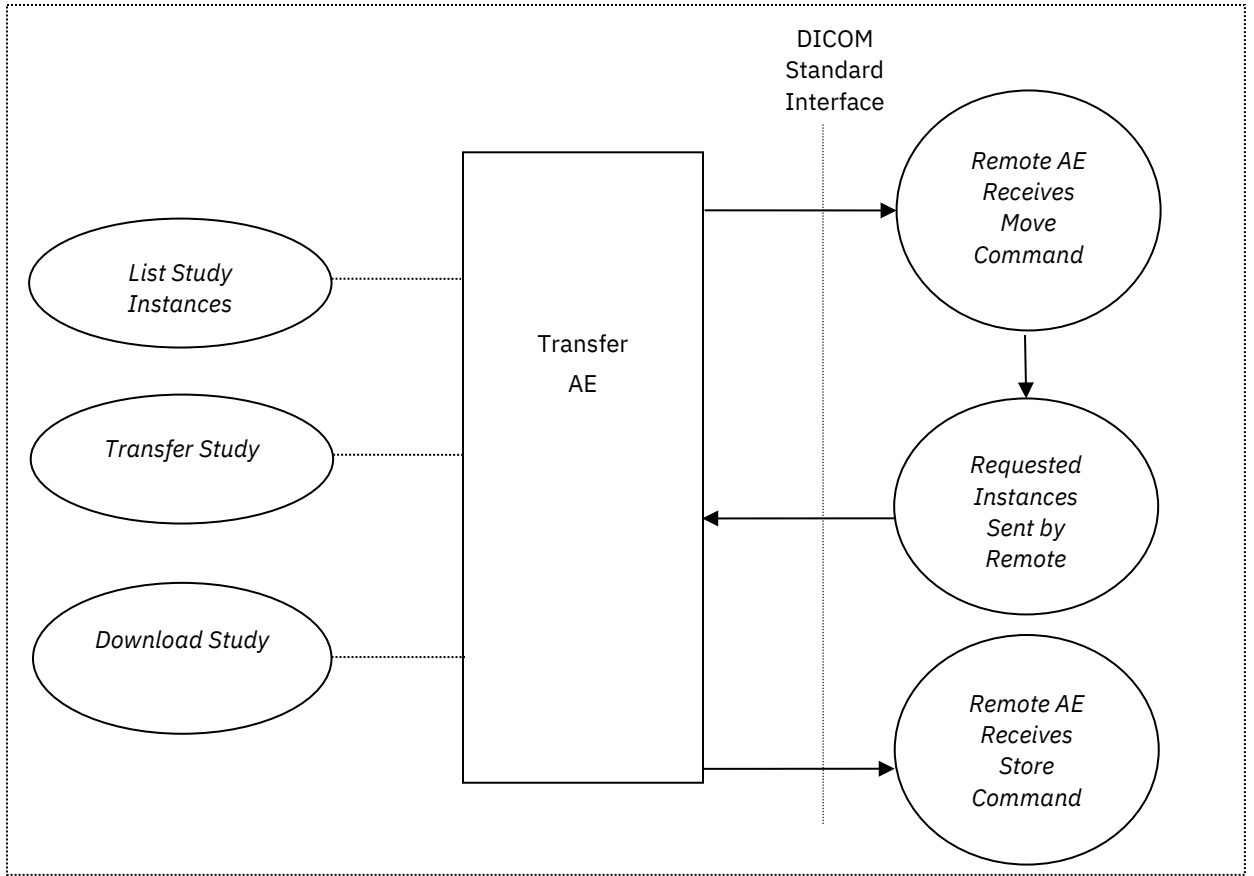 DICOM
Standard
Interface
Remote AE
Receives
Move
Command
List Study
Instances
Transfer
AE
Transfer Study
Requested
Instances
Sent by
Remote
Download Study
Remote AE
Receives
Store
Command